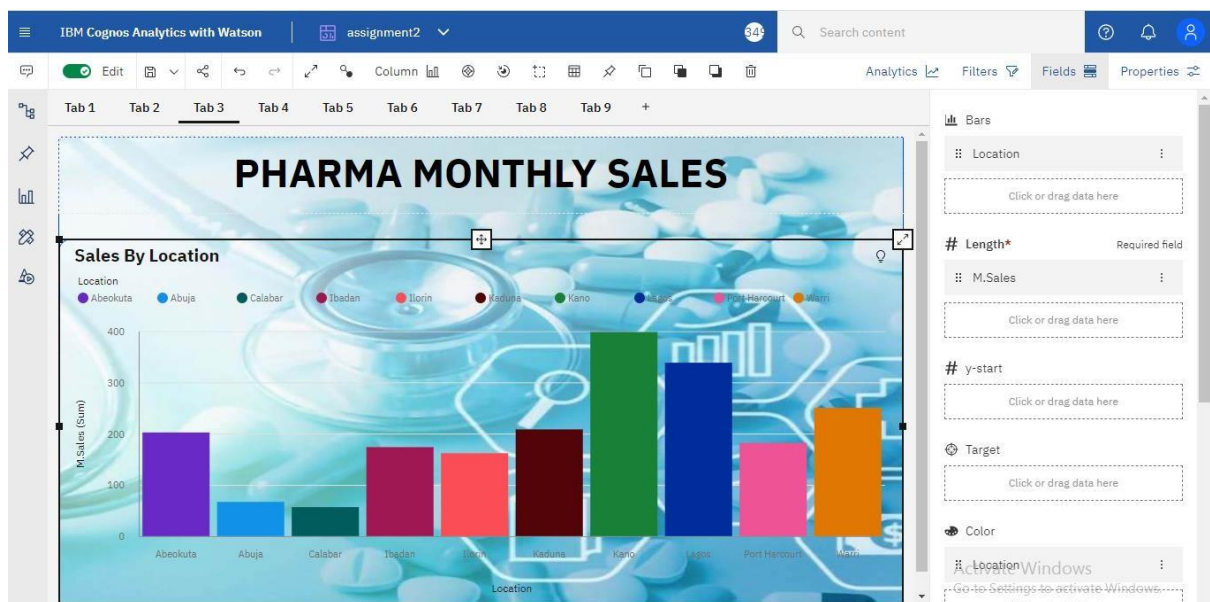 IBM Cognos Analytics with Watson
assignment2
Search content
Edit
Column
Analytics
Filters
Fields
Properties
Tab 1 Tab 2 Tab 3 Tab 4 Tab 5 Tab 6 Tab 7 Tab 8 Tab 9 +
PHARMA MONTHLY SALES
Sales By Location
Location
Abeokuta Abuja Calabar Ibadan Ilorin Kaduna Kano Lagos Port Harcourt Warri
400
300
200
100
0
M.Sales (Sum)
Abeokuta Abuja Calabar Ibadan Ilorin Kaduna Kano Lagos Port Harcourt Warri
Location
Bars
Location
Click or drag data here
# Length* Required field
M.Sales
Click or drag data here
# y-start
Click or drag data here
Target
Click or drag data here
Color
Location
Activate Windows
Go to Settings to activate Windows.